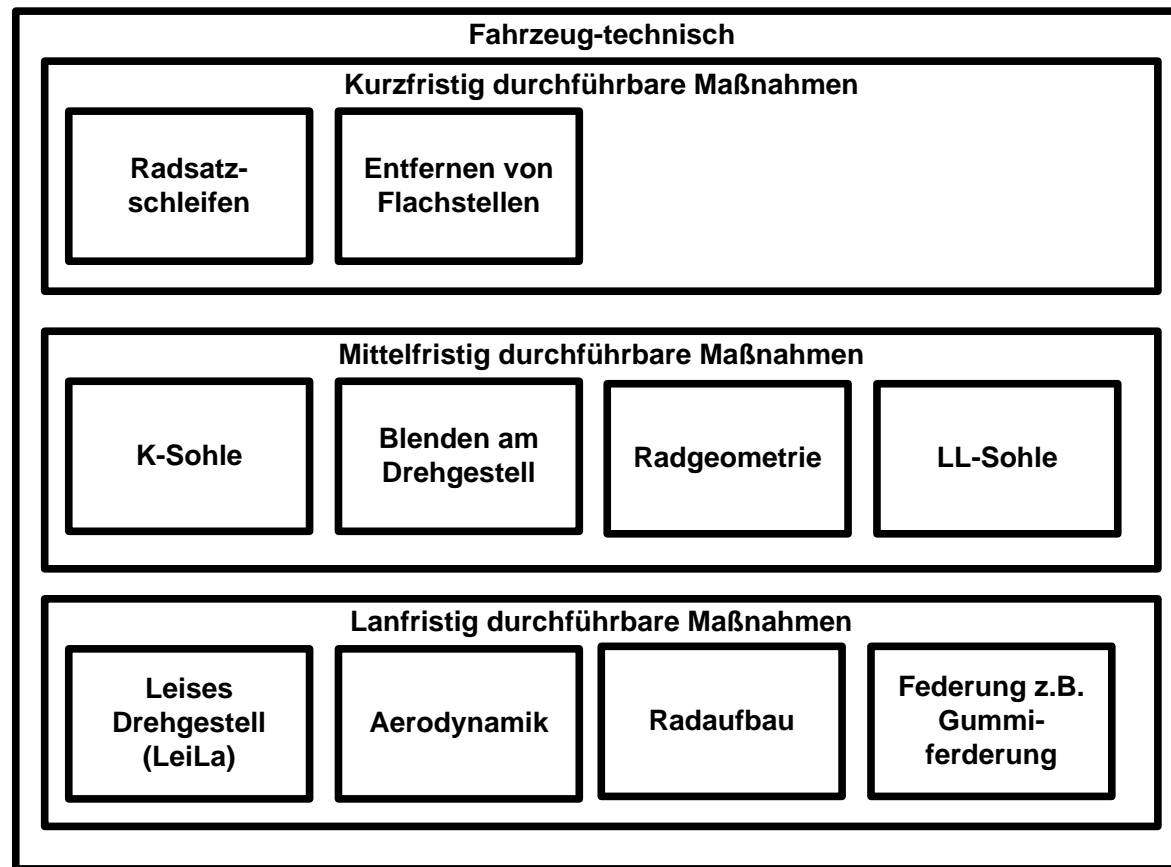 Fahrzeug-technisch
Kurzfristig durchführbare Maßnahmen
Radsatz-
schleifen
Entfernen von
Flachstellen
Mittelfristig durchführbare Maßnahmen
K-Sohle
Blenden am
Drehgestell
Radgeometrie
LL-Sohle
Lanfristig durchführbare Maßnahmen
Leises
Drehgestell
(LeiLa)
Aerodynamik
Radaufbau
Federung z.B.
Gummi-
ferderung